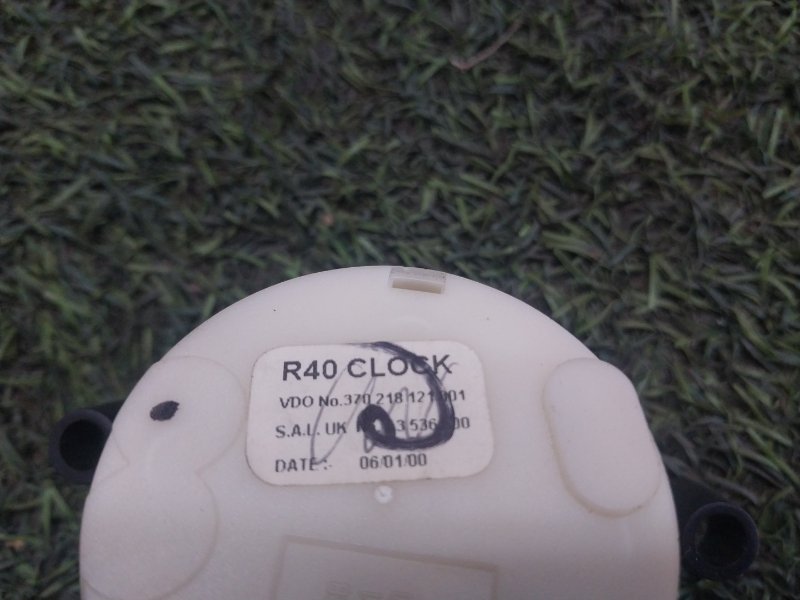 R40 CLOCK
VDO No.370 218 121 001
S.A.L. UK
DATE: 06/01/00